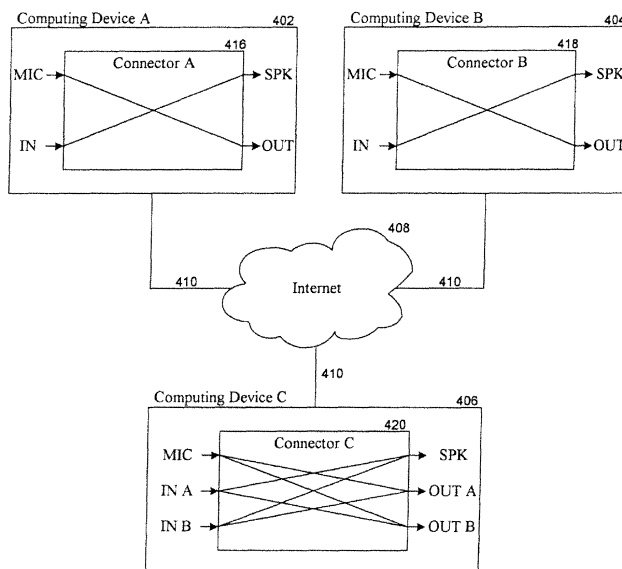 Computing Device A 402
416
Connector A
MIC SPK
IN OUT
Computing Device B 404
418
Connector B
MIC SPK
IN OUT
408
Internet
410 410
410
Computing Device C 406
420
Connector C
MIC SPK
IN A OUT A
IN B OUT B